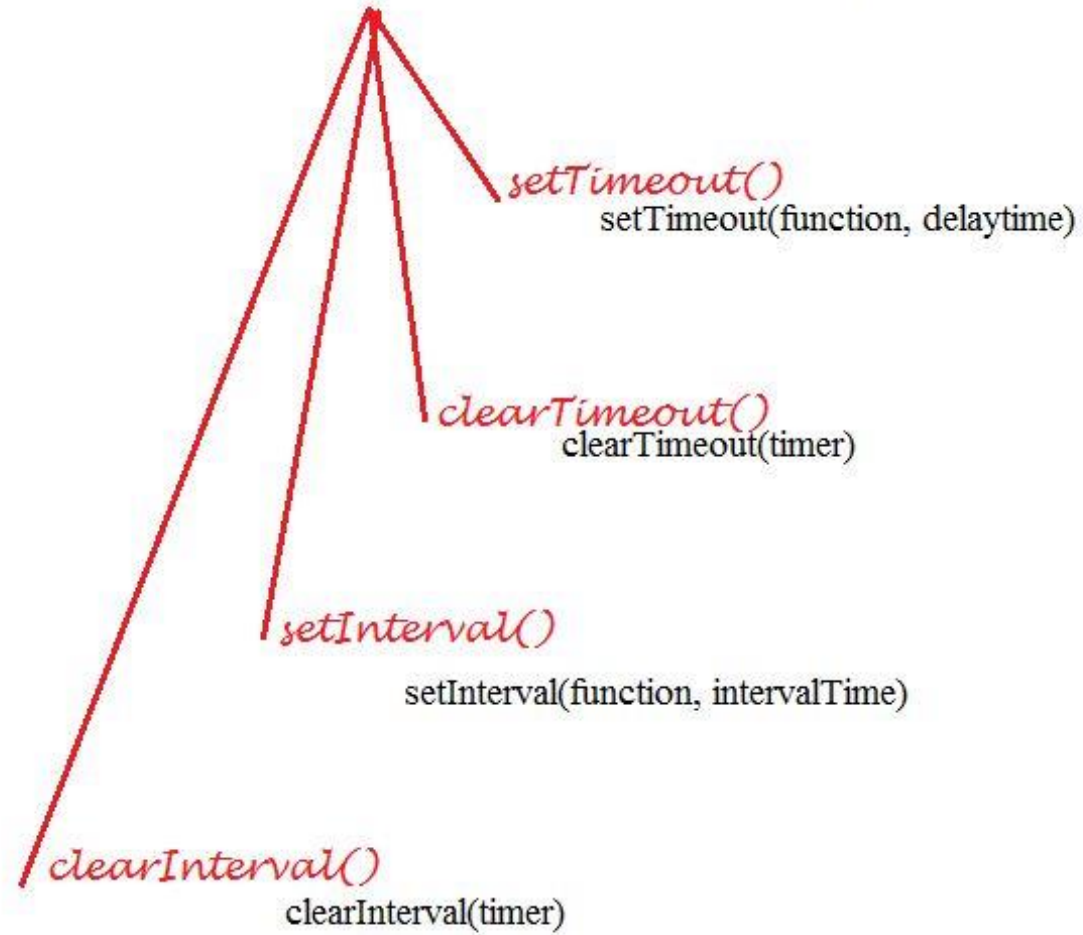 setTimeout()
setTimeout(function, delaytime)
clearTimeout()
clearTimeout(timer)
setInterval()
setInterval(function, intervalTime)
clearInterval()
clearInterval(timer)